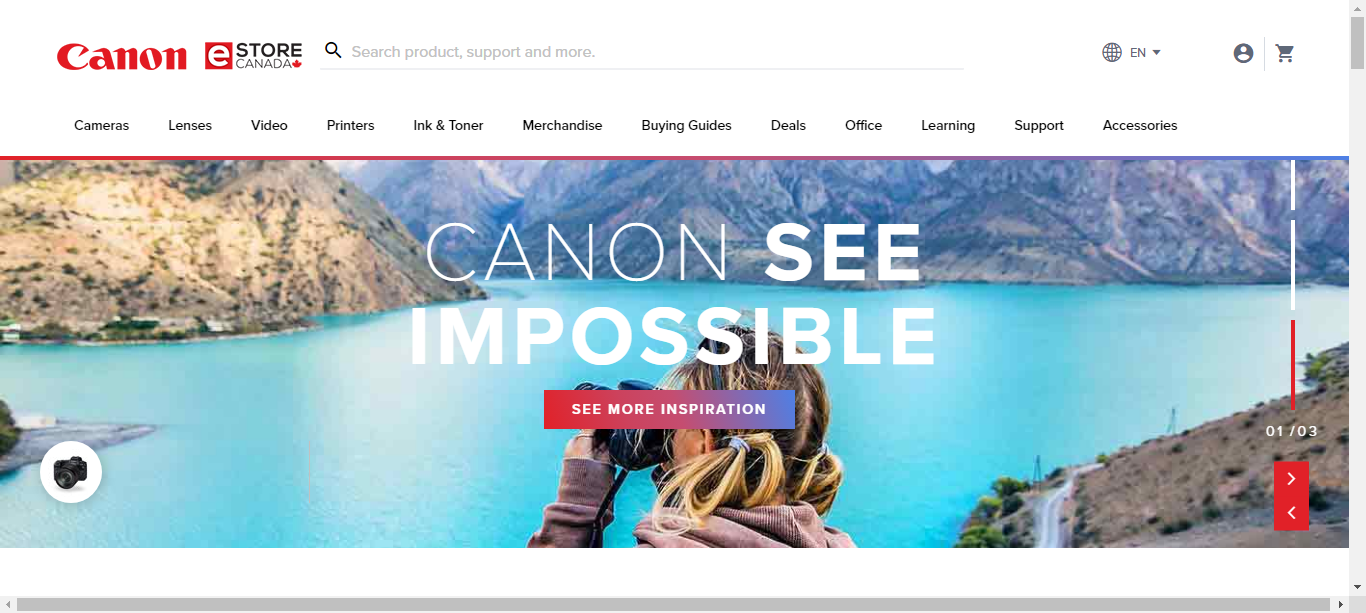 Canon
e STORE
CANADA
Search product, support and more.
EN
Cameras
Lenses
Video
Printers
Ink & Toner
Merchandise
Buying Guides
Deals
Office
Learning
Support
Accessories
CANON SEE
IMPOSSIBLE
SEE MORE INSPIRATION
01 /03